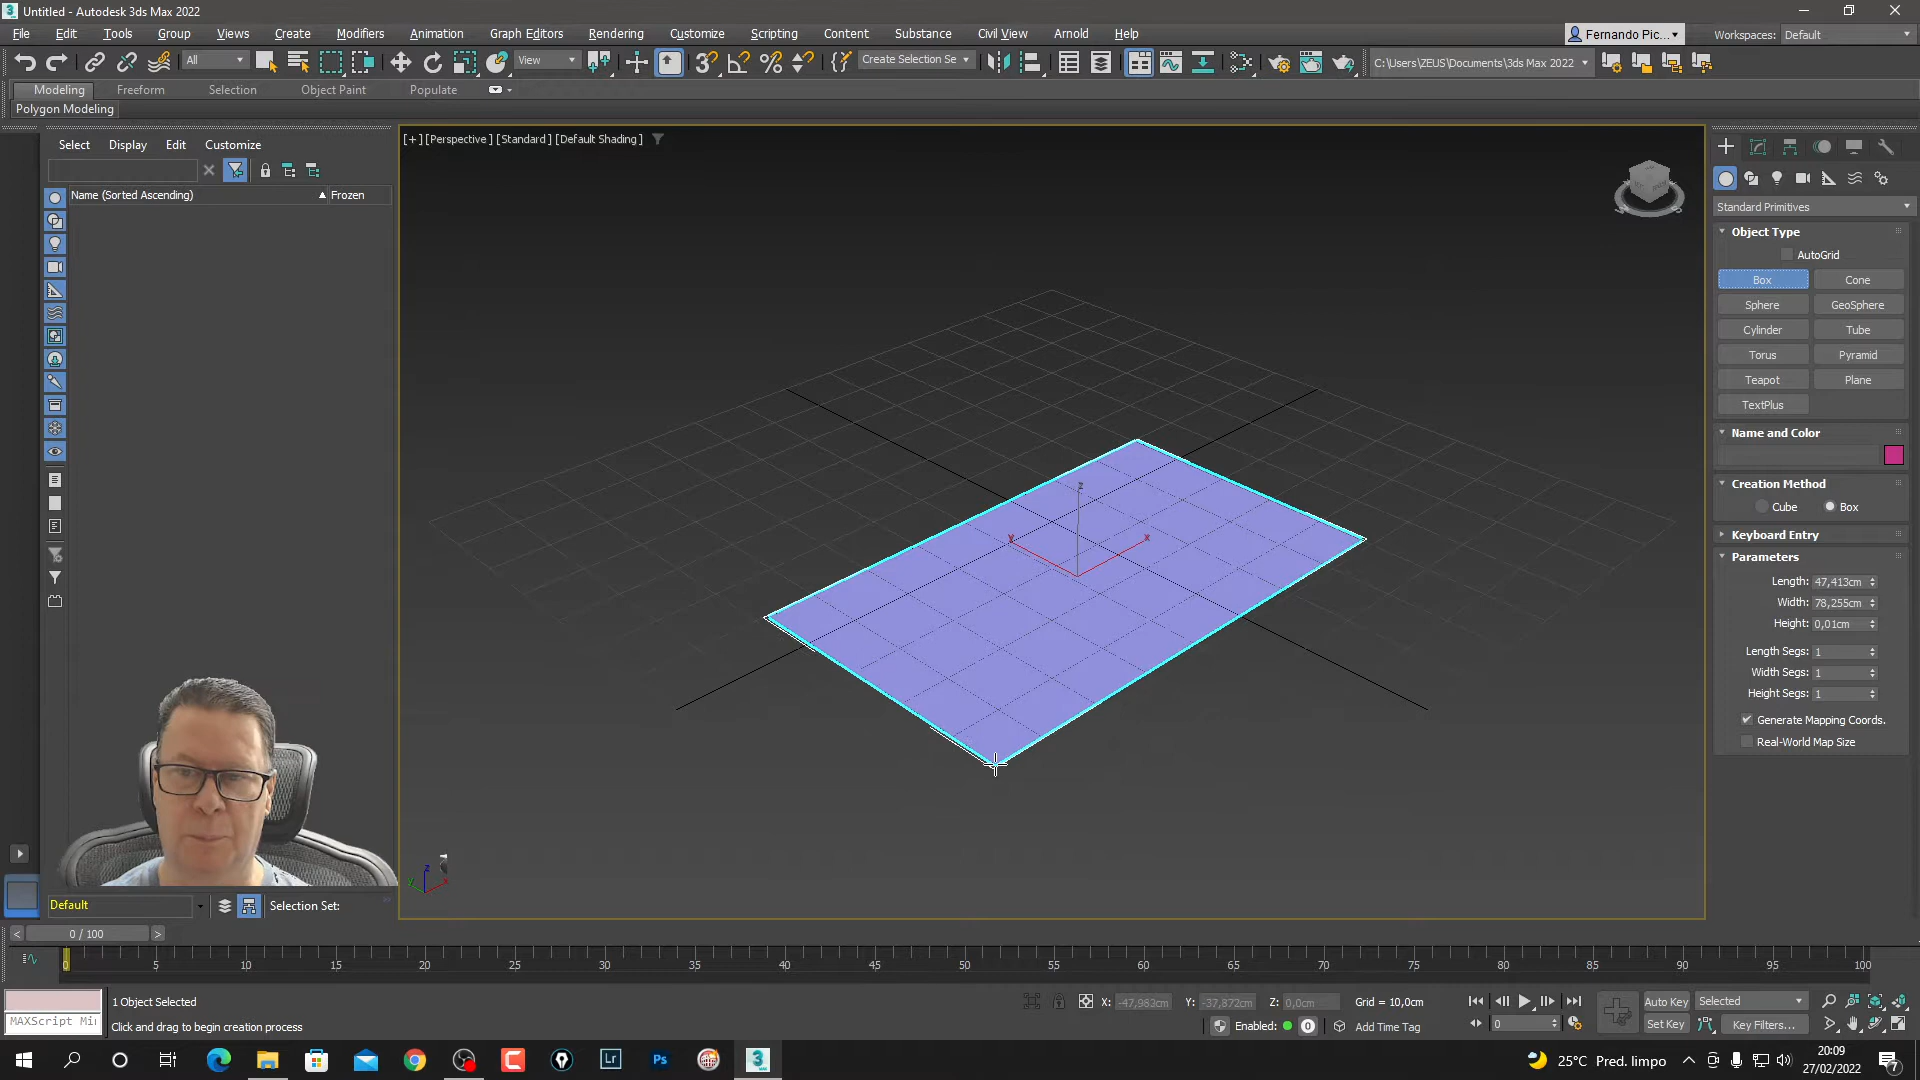 Untitled - Autodesk 3ds Max 2022
File Edit Tools Group Views Create Modifiers Animation Graph Editors Rendering Customize Scripting Content Substance Civil View Arnold Help
Fernando Pic...
Workspaces: Default
All
View
Create Selection Se
C:\Users\ZEUS\Documents\3ds Max 2022
Modeling Freeform Selection Object Paint Populate
Polygon Modeling
Select Display Edit Customize
Name (Sorted Ascending) Frozen
[+] [Perspective] [Standard] [Default Shading]
Standard Primitives
Object Type
AutoGrid
Box Cone
Sphere GeoSphere
Cylinder Tube
Torus Pyramid
Teapot Plane
TextPlus
Name and Color
Creation Method
Cube Box
Keyboard Entry
Parameters
Length: 47,413cm
Width: 78,255cm
Height: 0,01cm
Length Segs: 1
Width Segs: 1
Height Segs: 1
Generate Mapping Coords.
Real-World Map Size
z
y x
z
y x
Default
Selection Set:
< 0 / 100 >
0 5 10 15 20 25 30 35 40 45 50 55 60 65 70 75 80 85 90 95 100
1 Object Selected
X: -47,983cm Y: -37,872cm Z: 0,0cm Grid = 10,0cm
Auto Key Selected
MAXScript Mi
Click and drag to begin creation process
Enabled: 0 Add Time Tag
0
Set Key Key Filters...
Lr Ps 3
25°C Pred. limpo
20:09
27/02/2022
7